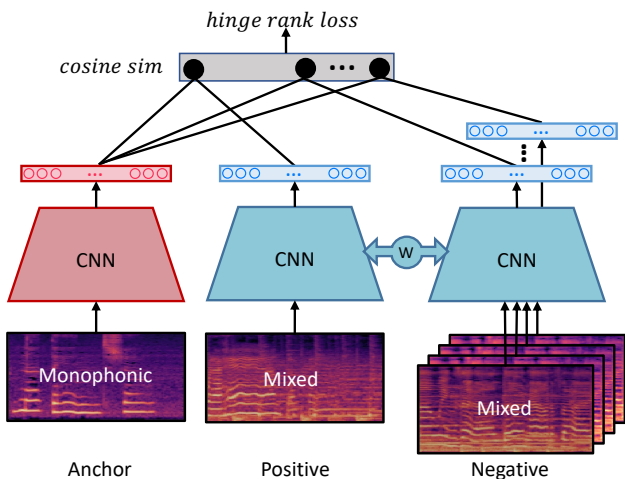 hinge rank loss
cosine sim
CNN
CNN
W
CNN
Monophonic
Mixed
Mixed
Anchor
Positive
Negative